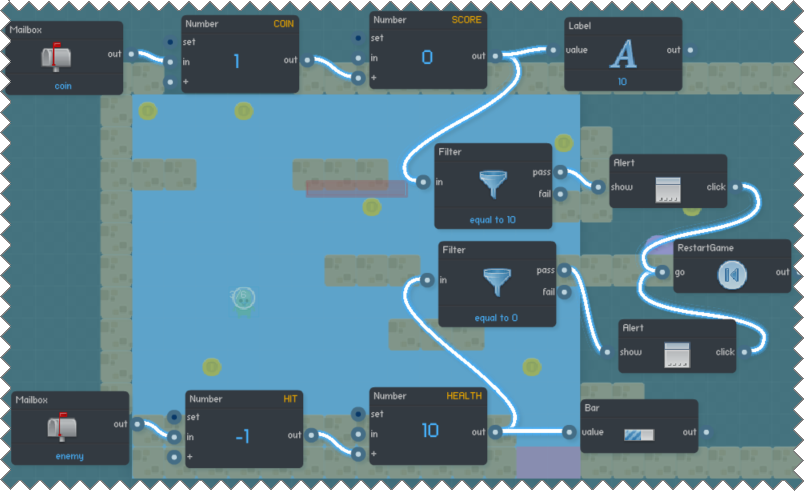 Mailbox
out
coin
Number COIN
set
in
+
1
out
Number SCORE
set
in
+
0
out
Label
value
A
out
10
Filter
in
pass
fail
equal to 10
Alert
show
click
RestartGame
go
out
Filter
in
pass
fail
equal to 0
Alert
show
click
Mailbox
out
enemy
Number HIT
set
in
+
-1
out
Number HEALTH
set
in
+
10
out
Bar
value
out